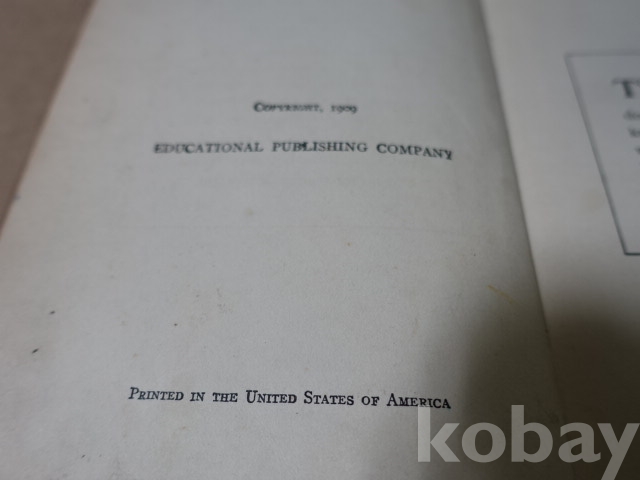 COPYRIGHT, 1909
EDUCATIONAL PUBLISHING COMPANY
PRINTED IN THE UNITED STATES OF AMERICA
kobay